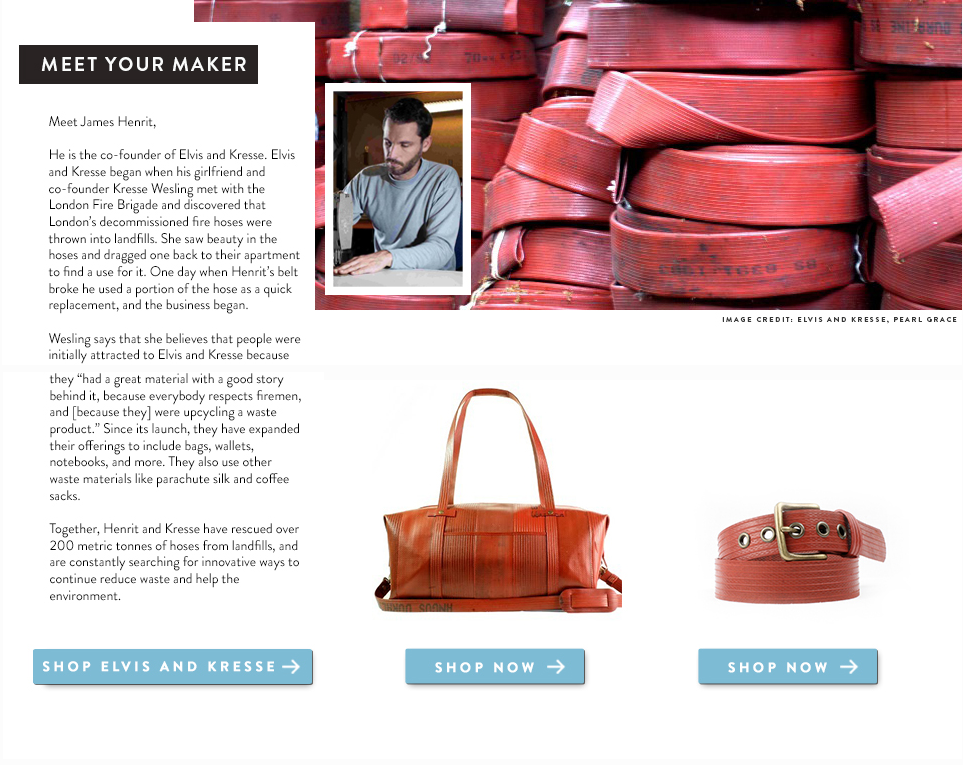 MEET YOUR MAKER
Meet James Henrit,
He is the co-founder of Elvis and Kresse. Elvis
and Kresse began when his girlfriend and
co-founder Kresse Wesling met with the
London Fire Brigade and discovered that
London’s decommissioned fire hoses were
thrown into landfills. She saw beauty in the
hoses and dragged one back to their apartment
to find a use for it. One day when Henrit’s belt
broke he used a portion of the hose as a quick
replacement, and the business began.
Wesling says that she believes that people were
initially attracted to Elvis and Kresse because
they “had a great material with a good story
behind it, because everybody respects firemen,
and [because they] were upcycling a waste
product.” Since its launch, they have expanded
their offerings to include bags, wallets,
notebooks, and more. They also use other
waste materials like parachute silk and coffee
sacks.
Together, Henrit and Kresse have rescued over
200 metric tonnes of hoses from landfills, and
are constantly searching for innovative ways to
continue reduce waste and help the
environment.
IMAGE CREDIT: ELVIS AND KRESSE, PEARL GRACE
SHOP ELVIS AND KRESSE
SHOP NOW
SHOP NOW